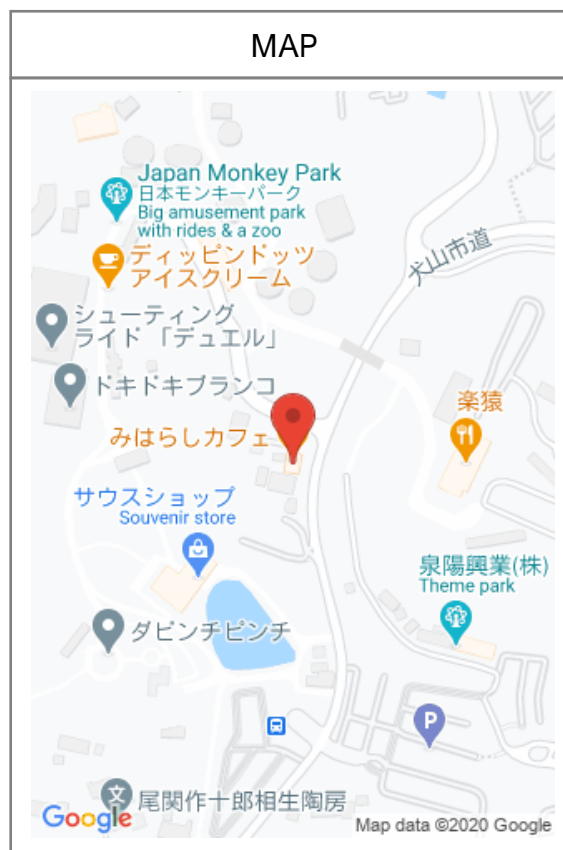 MAP
Japan Monkey Park
日本モンキーパーク
Big amusement park
with rides & a zoo
ディッピンドッツ
アイスクリーム
犬山市道
シューティング
ライド「デュエル」
ドキドキブランコ
楽猿
みはらしカフェ
サウスショップ
Souvenir store
泉陽興業(株)
Theme park
ダビンチピンチ
P
文
尾関作十郎相生陶房
Google
Map data ©2020 Google